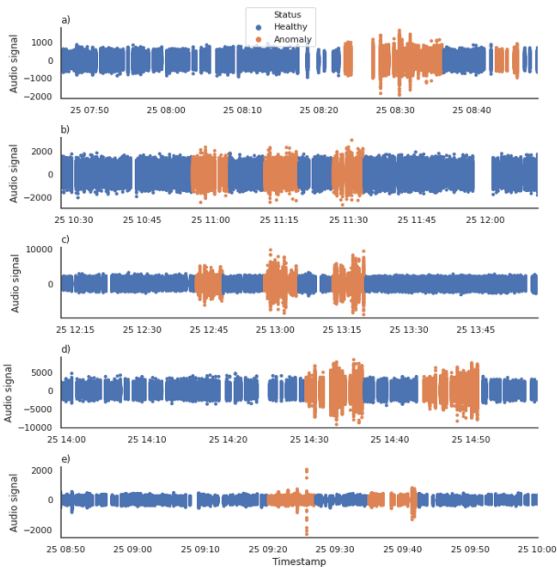 Status
Healthy
Anomaly
a)
Audio signal
1000
0
−1000
−2000
25 07:50 25 08:00 25 08:10 25 08:20 25 08:30 25 08:40
b)
Audio signal
2000
0
−2000
25 10:30 25 10:45 25 11:00 25 11:15 25 11:30 25 11:45 25 12:00
c)
Audio signal
10000
0
25 12:15 25 12:30 25 12:45 25 13:00 25 13:15 25 13:30 25 13:45
d)
Audio signal
5000
0
−5000
−10000
25 14:00 25 14:10 25 14:20 25 14:30 25 14:40 25 14:50
e)
Audio signal
2000
0
−2000
25 08:50 25 09:00 25 09:10 25 09:20 25 09:30 25 09:40 25 09:50 25 10:00
Timestamp